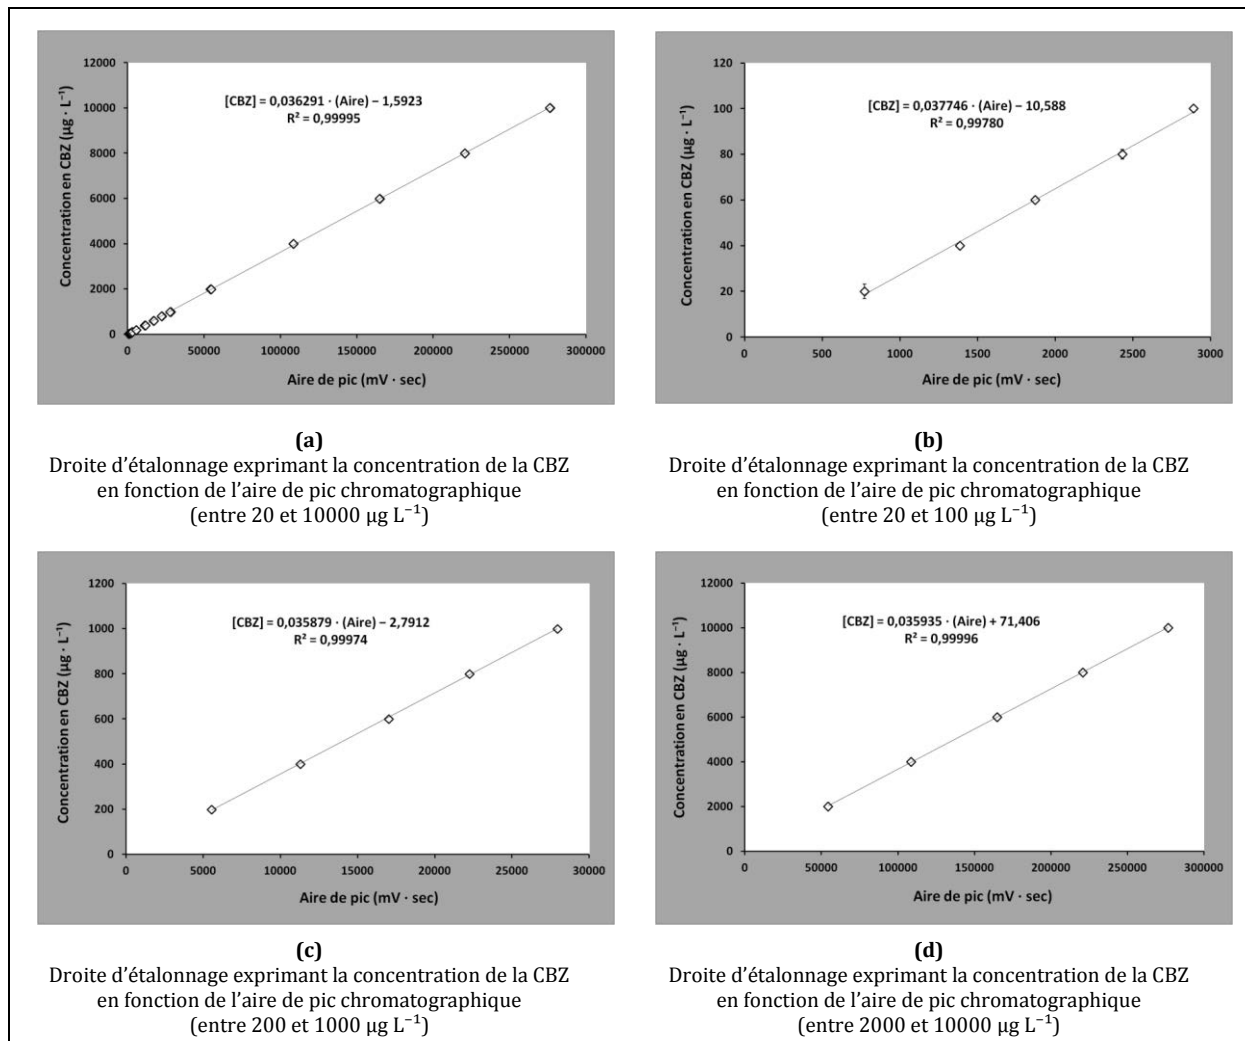 12000
10000
8000
6000
4000
2000
0
Concentration en CBZ (µg · L⁻¹)
[CBZ] = 0,036291 · (Aire) − 1,5923
R² = 0,99995
0 50000 100000 150000 200000 250000 300000
Aire de pic (mV · sec)
(a)
Droite d’étalonnage exprimant la concentration de la CBZ
en fonction de l’aire de pic chromatographique
(entre 20 et 10000 µg L⁻¹)
120
100
80
60
40
20
0
Concentration en CBZ (µg · L⁻¹)
[CBZ] = 0,037746 · (Aire) − 10,588
R² = 0,99780
0 500 1000 1500 2000 2500 3000
Aire de pic (mV · sec)
(b)
Droite d’étalonnage exprimant la concentration de la CBZ
en fonction de l’aire de pic chromatographique
(entre 20 et 100 µg L⁻¹)
1200
1000
800
600
400
200
0
Concentration en CBZ (µg · L⁻¹)
[CBZ] = 0,035879 · (Aire) − 2,7912
R² = 0,99974
0 5000 10000 15000 20000 25000 30000
Aire de pic (mV · sec)
(c)
Droite d’étalonnage exprimant la concentration de la CBZ
en fonction de l’aire de pic chromatographique
(entre 200 et 1000 µg L⁻¹)
12000
10000
8000
6000
4000
2000
0
Concentration en CBZ (µg · L⁻¹)
[CBZ] = 0,035935 · (Aire) + 71,406
R² = 0,99996
0 50000 100000 150000 200000 250000 300000
Aire de pic (mV · sec)
(d)
Droite d’étalonnage exprimant la concentration de la CBZ
en fonction de l’aire de pic chromatographique
(entre 2000 et 10000 µg L⁻¹)